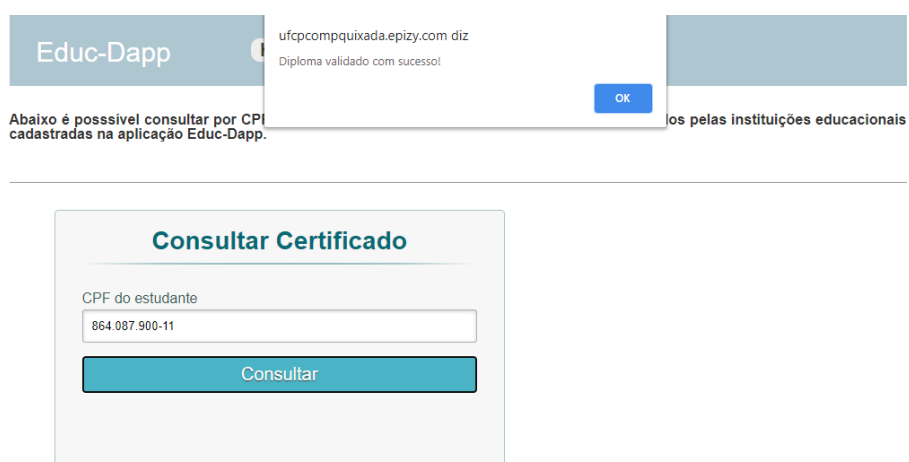 ufcpcompquixada.epizy.com diz
Educ-Dapp
Diploma validado com sucesso!
OK
Abaixo é posssivel consultar por CPF los pelas instituições educacionais
cadastradas na aplicação Educ-Dapp.
Consultar Certificado
CPF do estudante
864.087.900-11
Consultar